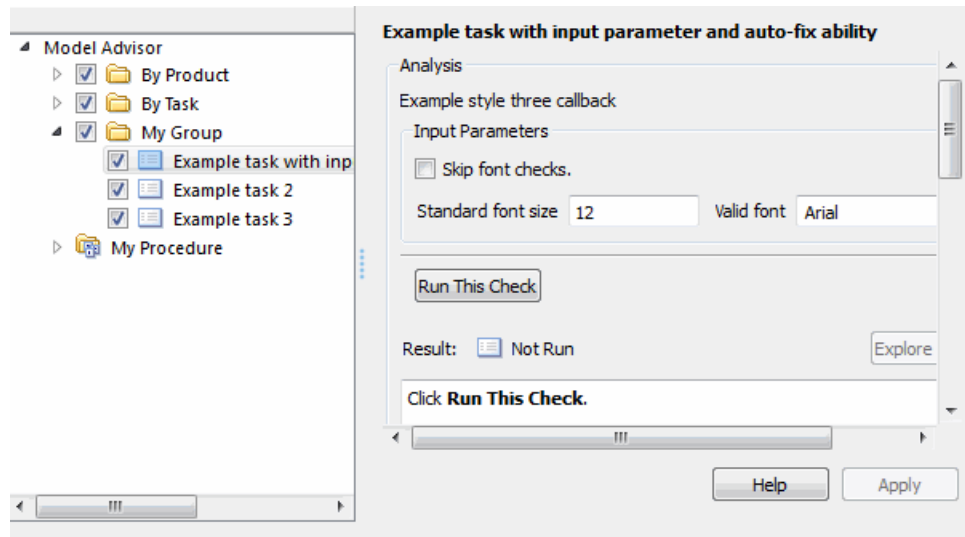 Model Advisor
By Product
By Task
My Group
Example task with inp
Example task 2
Example task 3
My Procedure
Example task with input parameter and auto-fix ability
Analysis
Example style three callback
Input Parameters
Skip font checks.
Standard font size 12 Valid font Arial
Run This Check
Result: Not Run Explore
Click Run This Check.
Help Apply